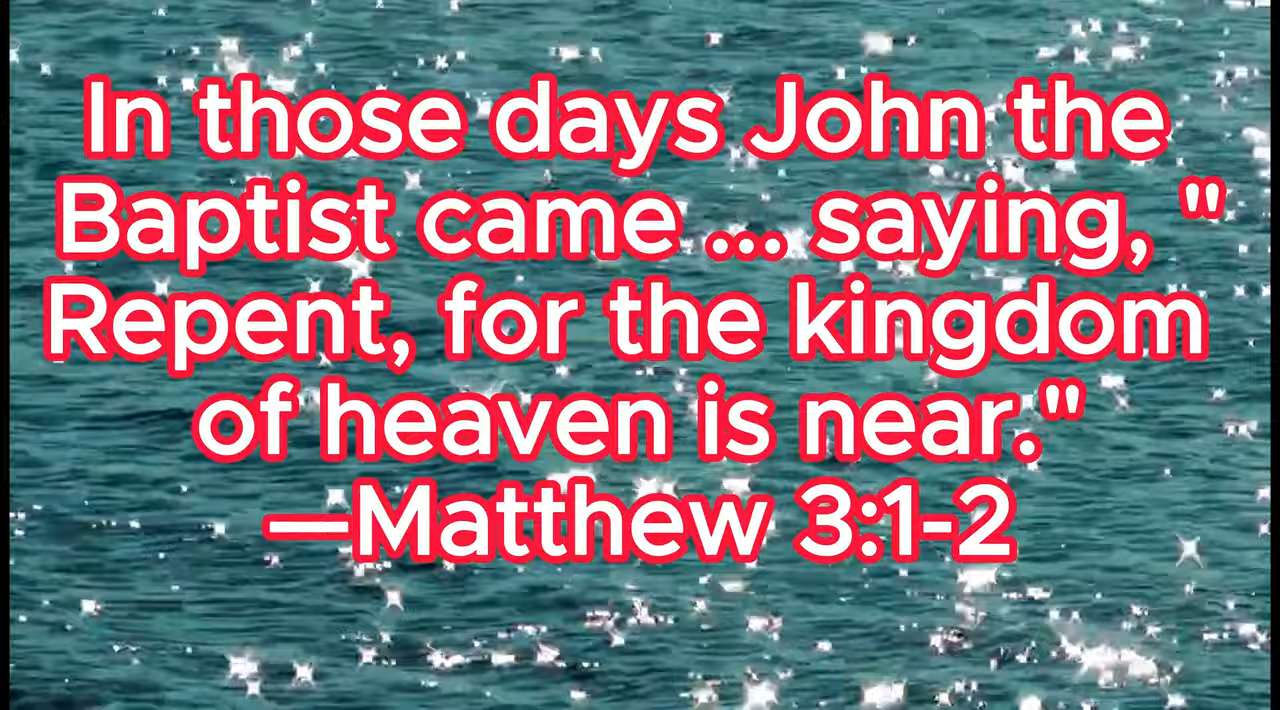 In those days John the
Baptist came ... saying, "
Repent, for the kingdom
of heaven is near."
—Matthew 3:1-2